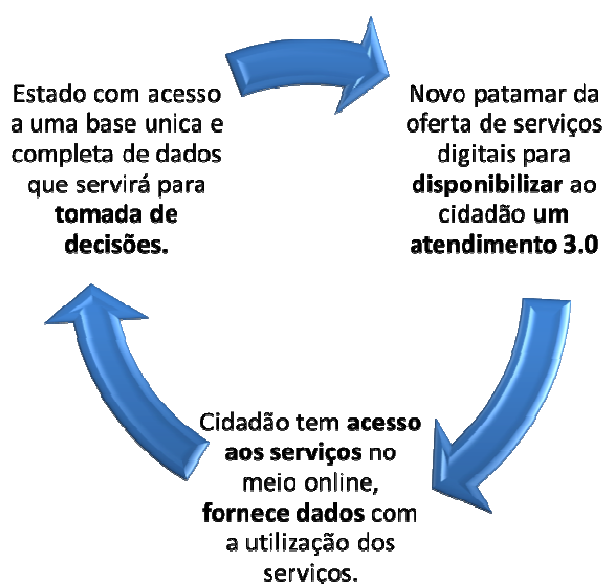 Estado com acesso
a uma base unica e
completa de dados
que servirá para
tomada de
decisões.
Novo patamar da
oferta de serviços
digitais para
disponibilizar ao
cidadão um
atendimento 3.0
Cidadão tem acesso
aos serviços no
meio online,
fornece dados com
a utilização dos
serviços.